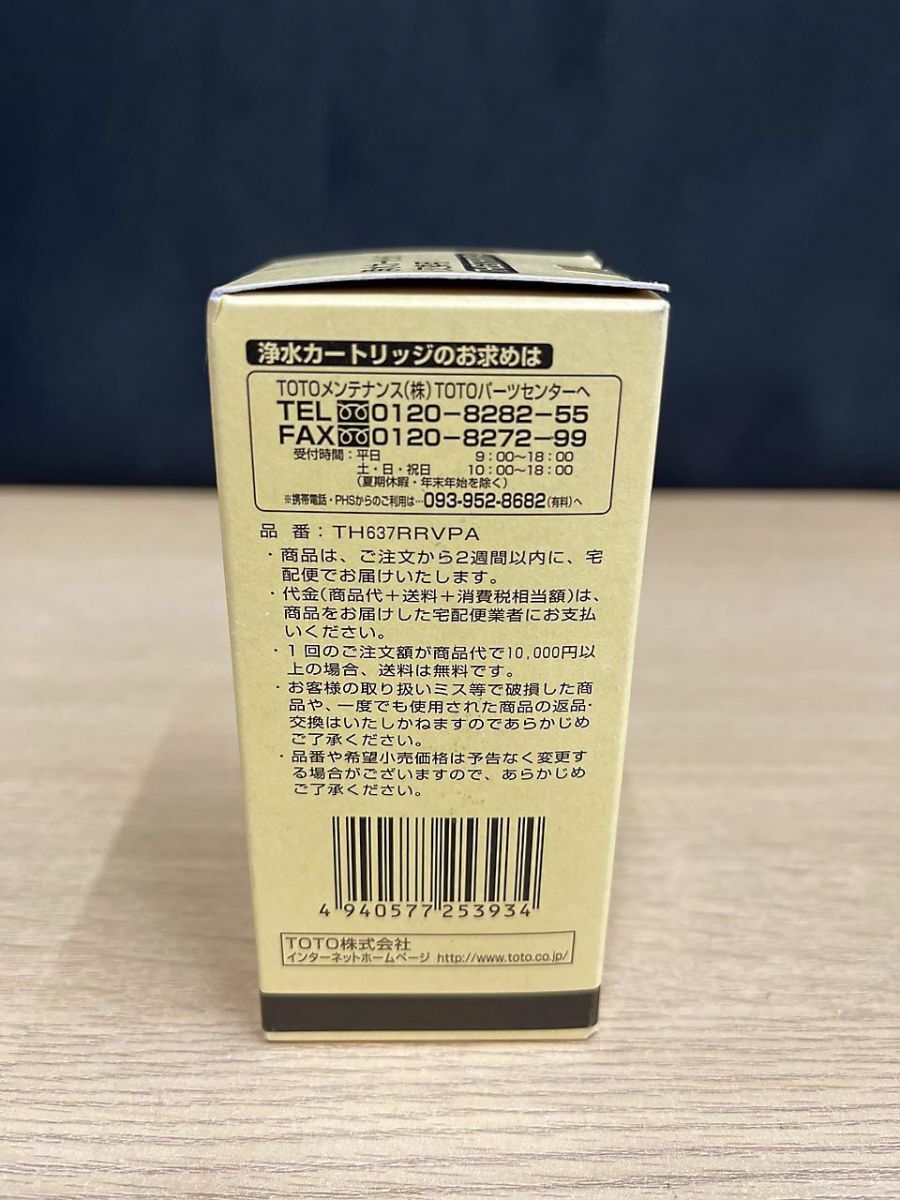 浄水カートリッジのお求めは
TOTOメンテナンス(株)TOTOパーツセンターへ
TEL 0120-8282-55
FAX 0120-8272-99
受付時間:平日 9:00~18:00
土・日・祝日 10:00~18:00
(夏期休暇・年末年始を除く)
※携帯電話・PHSからのご利用は…093-952-8682(有料)へ
品番:TH637RRVPA
・商品は、ご注文から2週間以内に、宅
配便でお届けいたします。
・代金(商品代+送料+消費税相当額)は、
商品をお届けした宅配便業者にお支払
いください。
・1回のご注文額が商品代で10,000円以
上の場合、送料は無料です。
・お客様の取り扱いミス等で破損した商
品や、一度でも使用された商品の返品・
交換はいたしかねますのであらかじめ
ご了承ください。
・品番や希望小売価格は予告なく変更す
る場合がございますので、あらかじめ
ご了承ください。
4 940577 253934
TOTO株式会社
インターネットホームページ http://www.toto.co.jp/